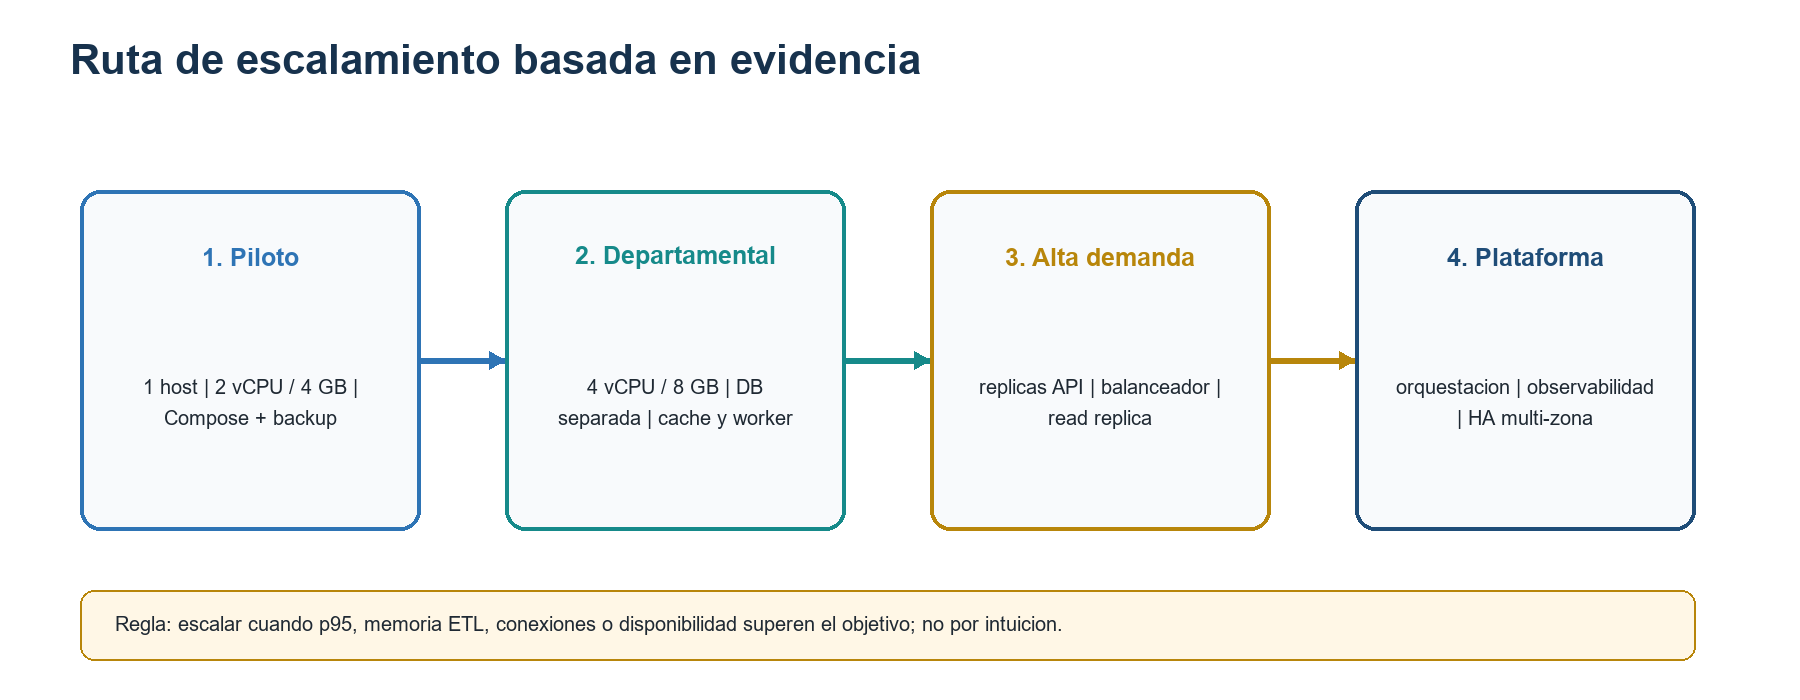 Ruta de escalamiento basada en evidencia
1. Piloto
1 host | 2 vCPU / 4 GB |
Compose + backup
2. Departamental
4 vCPU / 8 GB | DB
separada | cache y worker
3. Alta demanda
replicas API | balanceador |
read replica
4. Plataforma
orquestacion | observabilidad
| HA multi-zona
Regla: escalar cuando p95, memoria ETL, conexiones o disponibilidad superen el objetivo; no por intuicion.